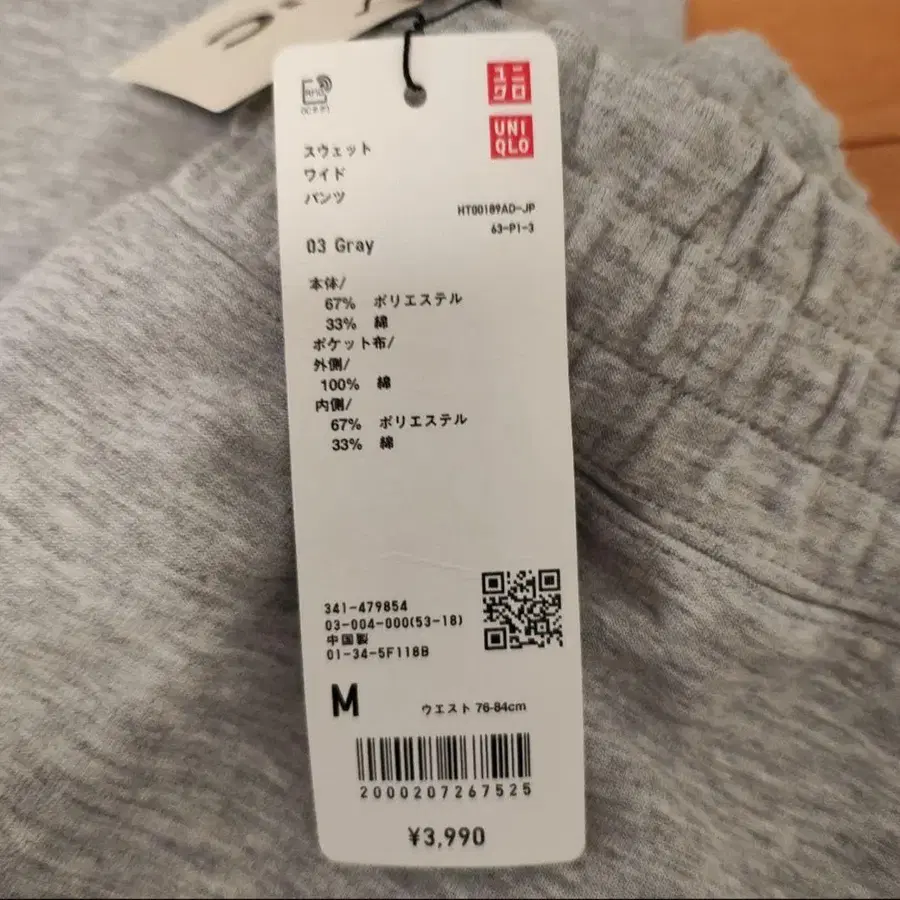 RFID
ユニ
クロ
UNI
QLO
スウェット
ワイド
パンツ
HT00189AD-JP
63-P1-3
03 Gray
本体/
67% ポリエステル
33% 綿
ポケット布/
外側/
100% 綿
内側/
67% ポリエステル
33% 綿
341-479854
03-004-000(53-18)
中国製
01-34-5F118B
M
ウエスト 76-84cm
2000207267525
¥3,990